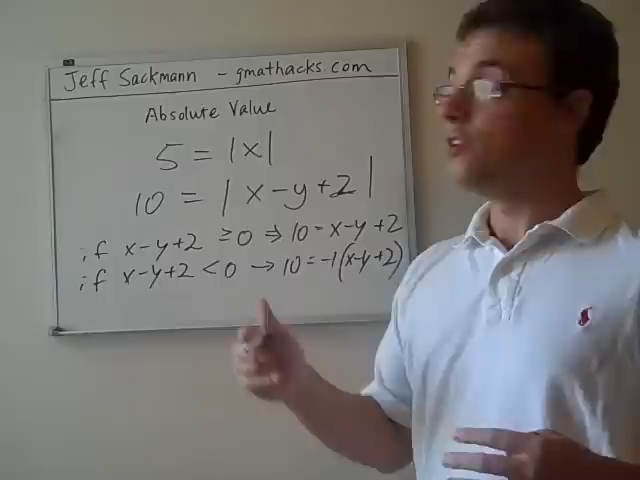 Jeff Sackmann - gmathacks.com
Absolute Value
5 = |x|
10 = |x-y+2|
if x-y+2 ≥0 ⇒ 10=x-y+2
if x-y+2 <0 → 10=-1(x-y+2)